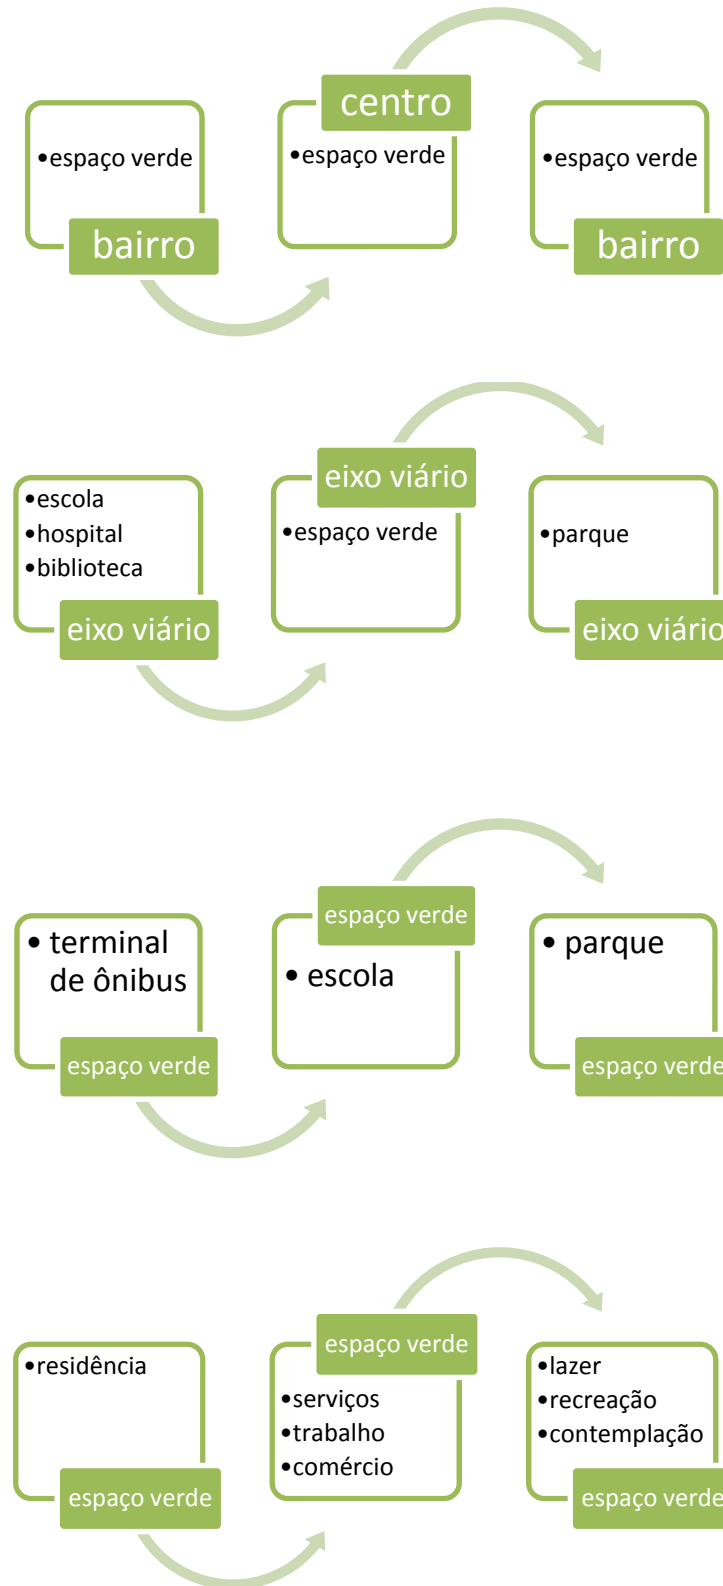 •espaço verde
bairro
centro
•espaço verde
•espaço verde
bairro
•escola
•hospital
•biblioteca
eixo viário
eixo viário
•espaço verde
•parque
eixo viário
• terminal
de ônibus
espaço verde
espaço verde
• escola
• parque
espaço verde
•residência
espaço verde
espaço verde
•serviços
•trabalho
•comércio
•lazer
•recreação
•contemplação
espaço verde